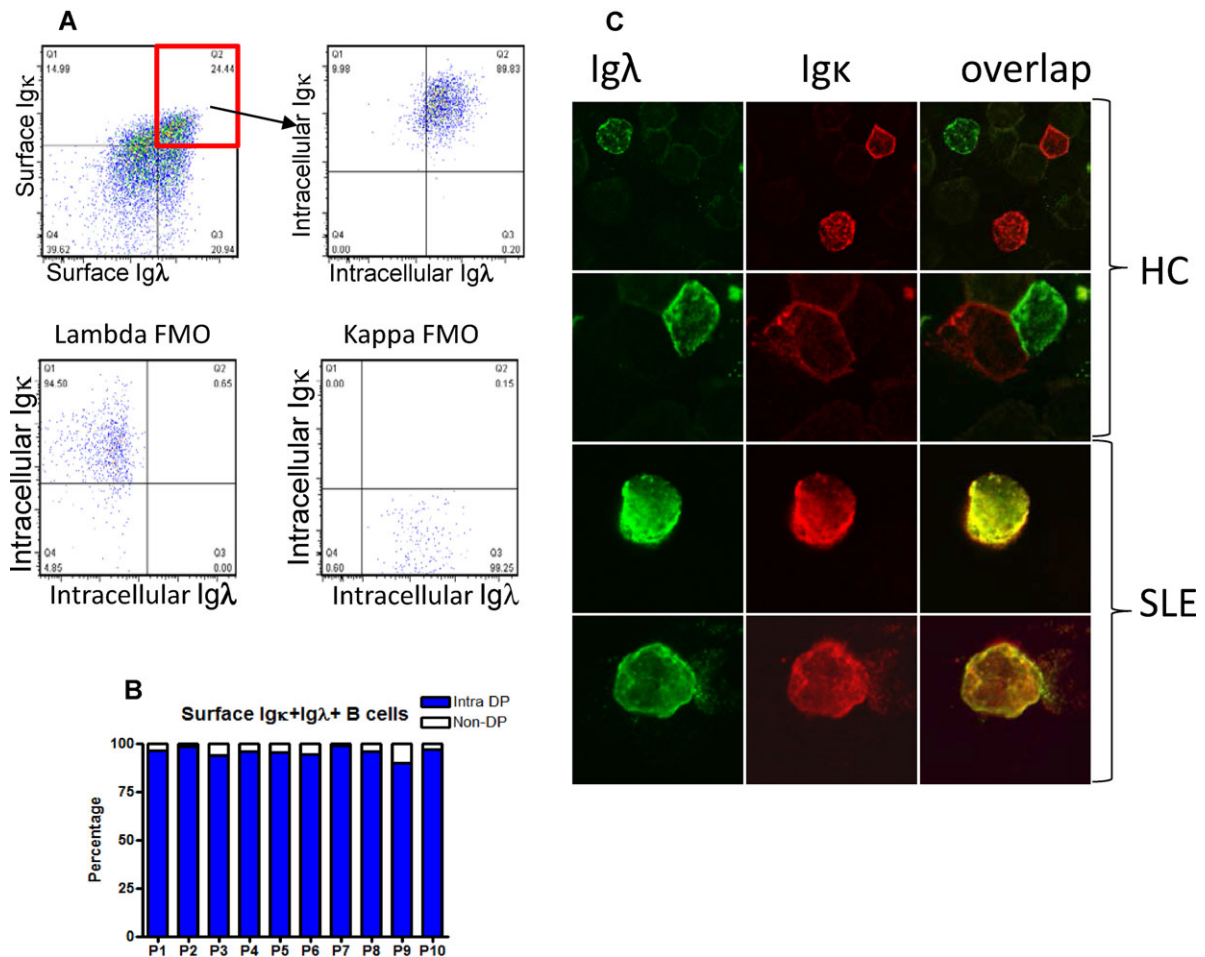 A
Q1
14.99
Q2
24.44
Q4
39.62
Q3
20.94
Surface Igκ
Surface Igλ
Q1
9.98
Q2
89.83
Q4
0.00
Q3
0.20
Intracellular Igκ
Intracellular Igλ
Lambda FMO
Q1
94.50
Q2
0.65
Q4
4.85
Q3
0.00
Intracellular Igκ
Intracellular Igλ
Kappa FMO
Q1
0.00
Q2
0.15
Q4
0.60
Q3
99.25
Intracellular Igκ
Intracellular Igλ
B
Surface Igκ+Igλ+ B cells
Intra DP
Non-DP
Percentage
100
75
50
25
0
P1 P2 P3 P4 P5 P6 P7 P8 P9 P10
C
Igλ Igκ overlap
HC
SLE